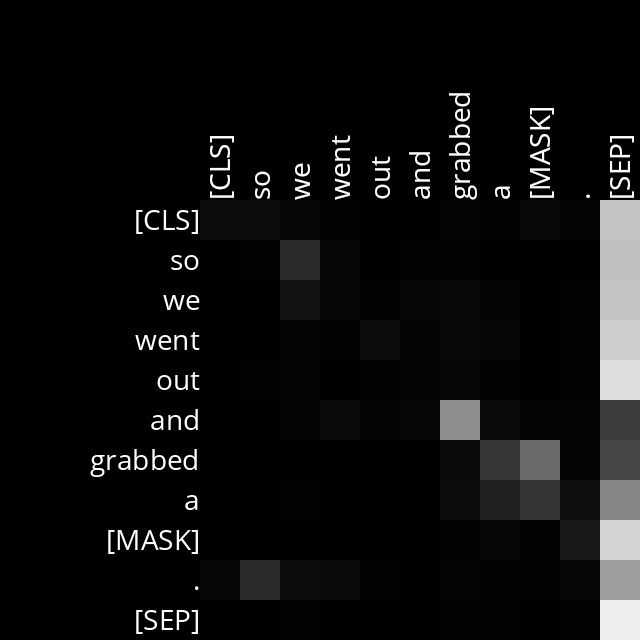 [CLS] so we went out and grabbed a [MASK] . [SEP]
[CLS]
so
we
went
out
and
grabbed
a
[MASK]
.
[SEP]